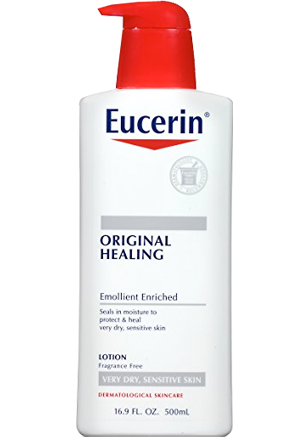 Eucerin®
ORIGINAL
HEALING
Emollient Enriched
Seals in moisture to
protect & heal
very dry, sensitive skin
LOTION
Fragrance Free
VERY DRY, SENSITIVE SKIN
DERMATOLOGICAL SKINCARE
16.9 FL. OZ. 500mL